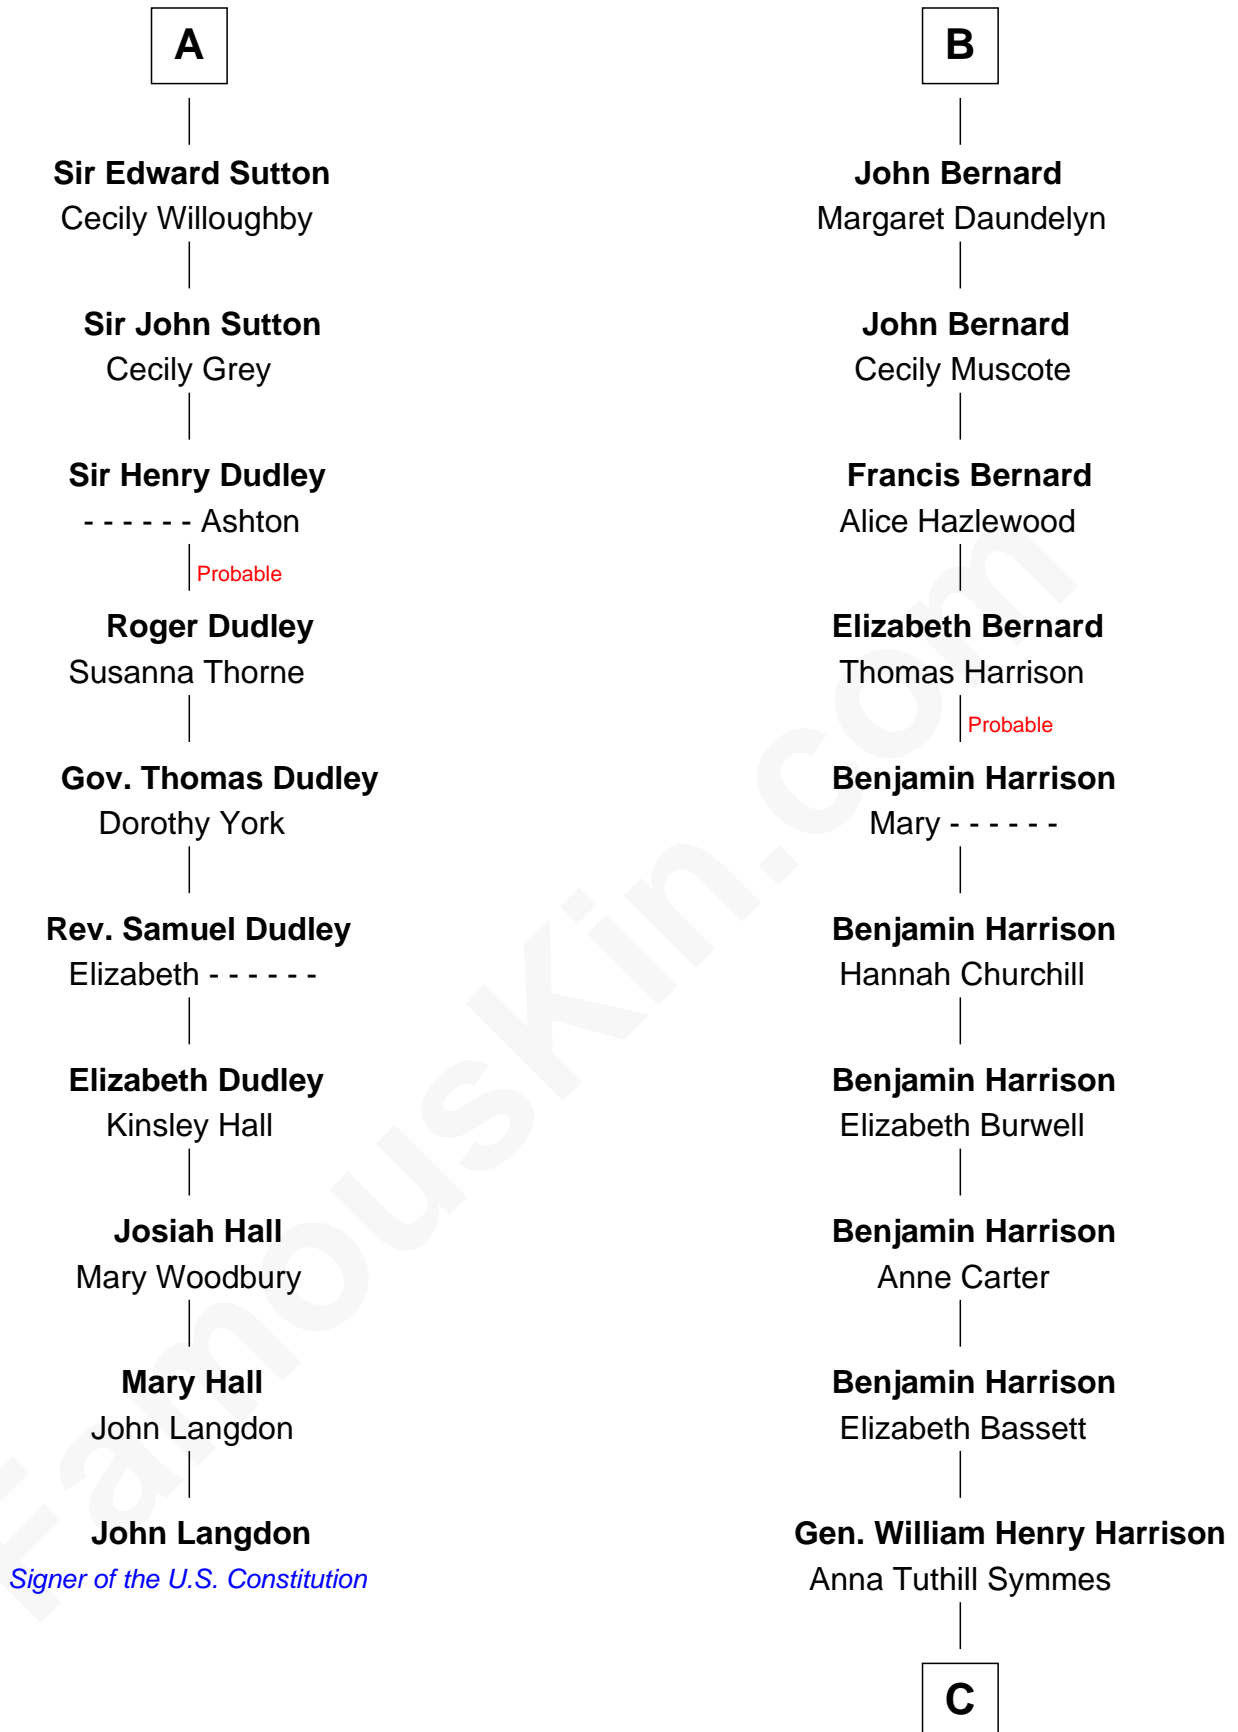 A
Sir Edward Sutton
Cecily Willoughby
Sir John Sutton
Cecily Grey
Sir Henry Dudley
- - - - - - Ashton
Probable
Roger Dudley
Susanna Thorne
Gov. Thomas Dudley
Dorothy York
Rev. Samuel Dudley
Elizabeth - - - - - -
Elizabeth Dudley
Kinsley Hall
Josiah Hall
Mary Woodbury
Mary Hall
John Langdon
John Langdon
Signer of the U.S. Constitution
B
John Bernard
Margaret Daundelyn
John Bernard
Cecily Muscote
Francis Bernard
Alice Hazlewood
Elizabeth Bernard
Thomas Harrison
Probable
Benjamin Harrison
Mary - - - - - -
Benjamin Harrison
Hannah Churchill
Benjamin Harrison
Elizabeth Burwell
Benjamin Harrison
Anne Carter
Benjamin Harrison
Elizabeth Bassett
Gen. William Henry Harrison
Anna Tuthill Symmes
C
FamousKin.com